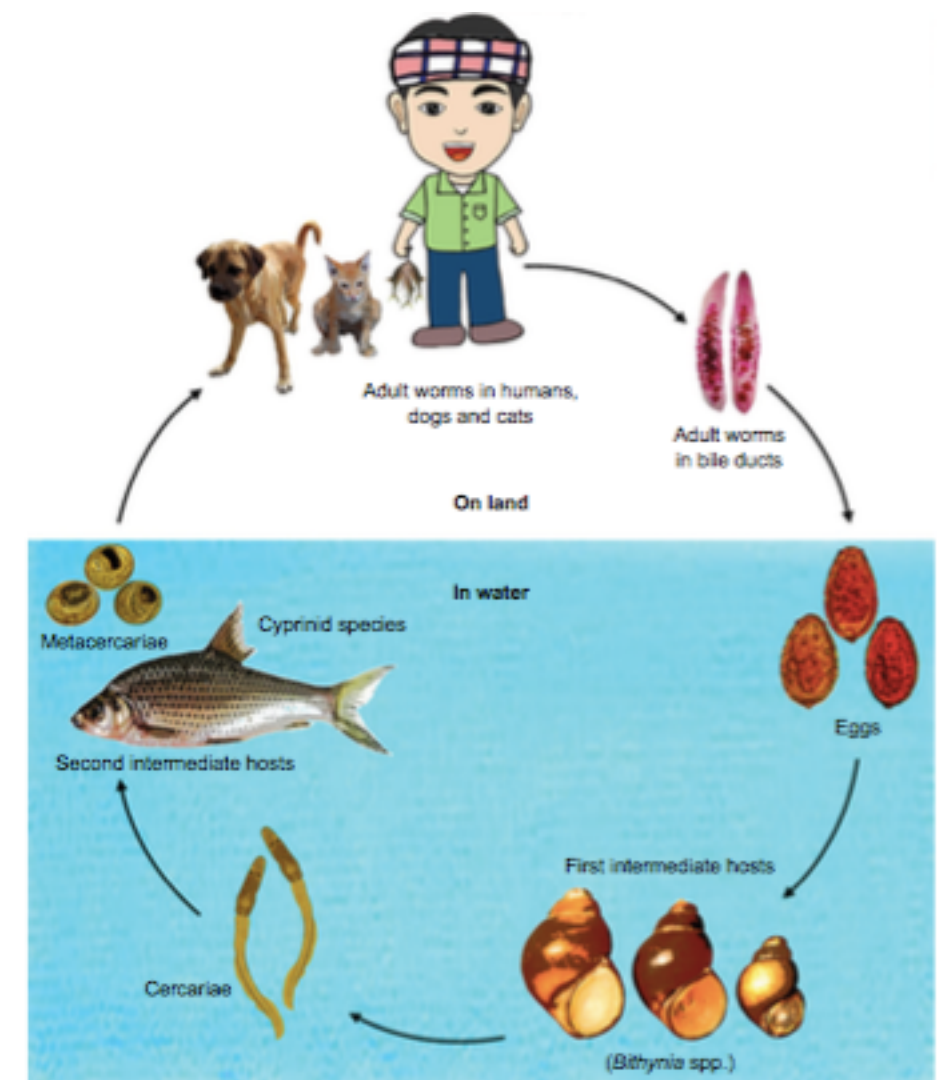 Adult worms in humans,
dogs and cats
Adult worms
in bile ducts
On land
In water
Metacercariae
Cyprinid species
Second intermediate hosts
Eggs
First intermediate hosts
Cercariae
(Bithynia spp.)